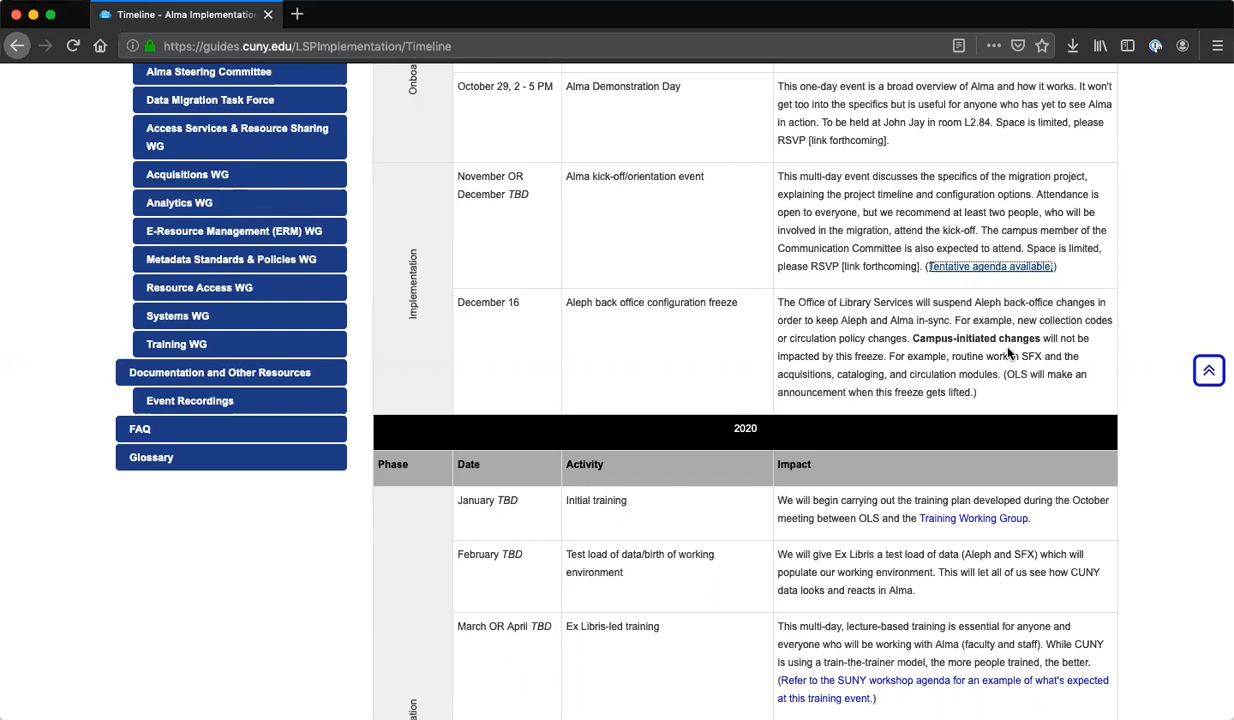 Timeline - Alma Implementation
https://guides.cuny.edu/LSPImplementation/Timeline
Alma Steering Committee
Data Migration Task Force
Access Services & Resource Sharing
WG
Acquisitions WG
Analytics WG
E-Resource Management (ERM) WG
Metadata Standards & Policies WG
Resource Access WG
Systems WG
Training WG
Documentation and Other Resources
Event Recordings
FAQ
Glossary
October 29, 2 - 5 PM
Alma Demonstration Day
This one-day event is a broad overview of Alma and how it works. It won't
get too into the specifics but is useful for anyone who has yet to see Alma
in action. To be held at John Jay in room L2.84. Space is limited, please
RSVP [link forthcoming].
Implementation
November OR
December TBD
Alma kick-off/orientation event
This multi-day event discusses the specifics of the migration project,
explaining the project timeline and configuration options. Attendance is
open to everyone, but we recommend at least two people, who will be
involved in the migration, attend the kick-off. The campus member of the
Communication Committee is also expected to attend. Space is limited,
please RSVP [link forthcoming]. (Tentative agenda available.)
December 16
Aleph back office configuration freeze
The Office of Library Services will suspend Aleph back-office changes in
order to keep Aleph and Alma in-sync. For example, new collection codes
or circulation policy changes. Campus-initiated changes will not be
impacted by this freeze. For example, routine work in SFX and the
acquisitions, cataloging, and circulation modules. (OLS will make an
announcement when this freeze gets lifted.)
2020
Phase
Date
Activity
Impact
January TBD
Initial training
We will begin carrying out the training plan developed during the October
meeting between OLS and the Training Working Group.
February TBD
Test load of data/birth of working
environment
We will give Ex Libris a test load of data (Aleph and SFX) which will
populate our working environment. This will let all of us see how CUNY
data looks and reacts in Alma.
March OR April TBD
Ex Libris-led training
This multi-day, lecture-based training is essential for anyone and
everyone who will be working with Alma (faculty and staff). While CUNY
is using a train-the-trainer model, the more people trained, the better.
(Refer to the SUNY workshop agenda for an example of what's expected
at this training event.)